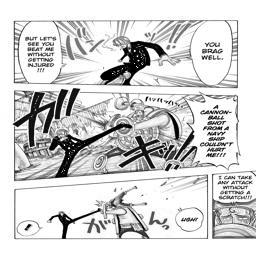 YOU
BRAG
WELL.
BUT LET'S
SEE YOU
BEAT ME
WITHOUT
GETTING
INJURED
!!!
A
CANNON-
BALL
SHOT
FROM A
NAVY
SHIP
COULDN'T
HURT
ME!!!
I CAN
TAKE ANY
ATTACK
WITHOUT
GETTING A
SCRATCH!!!
UGH!
!